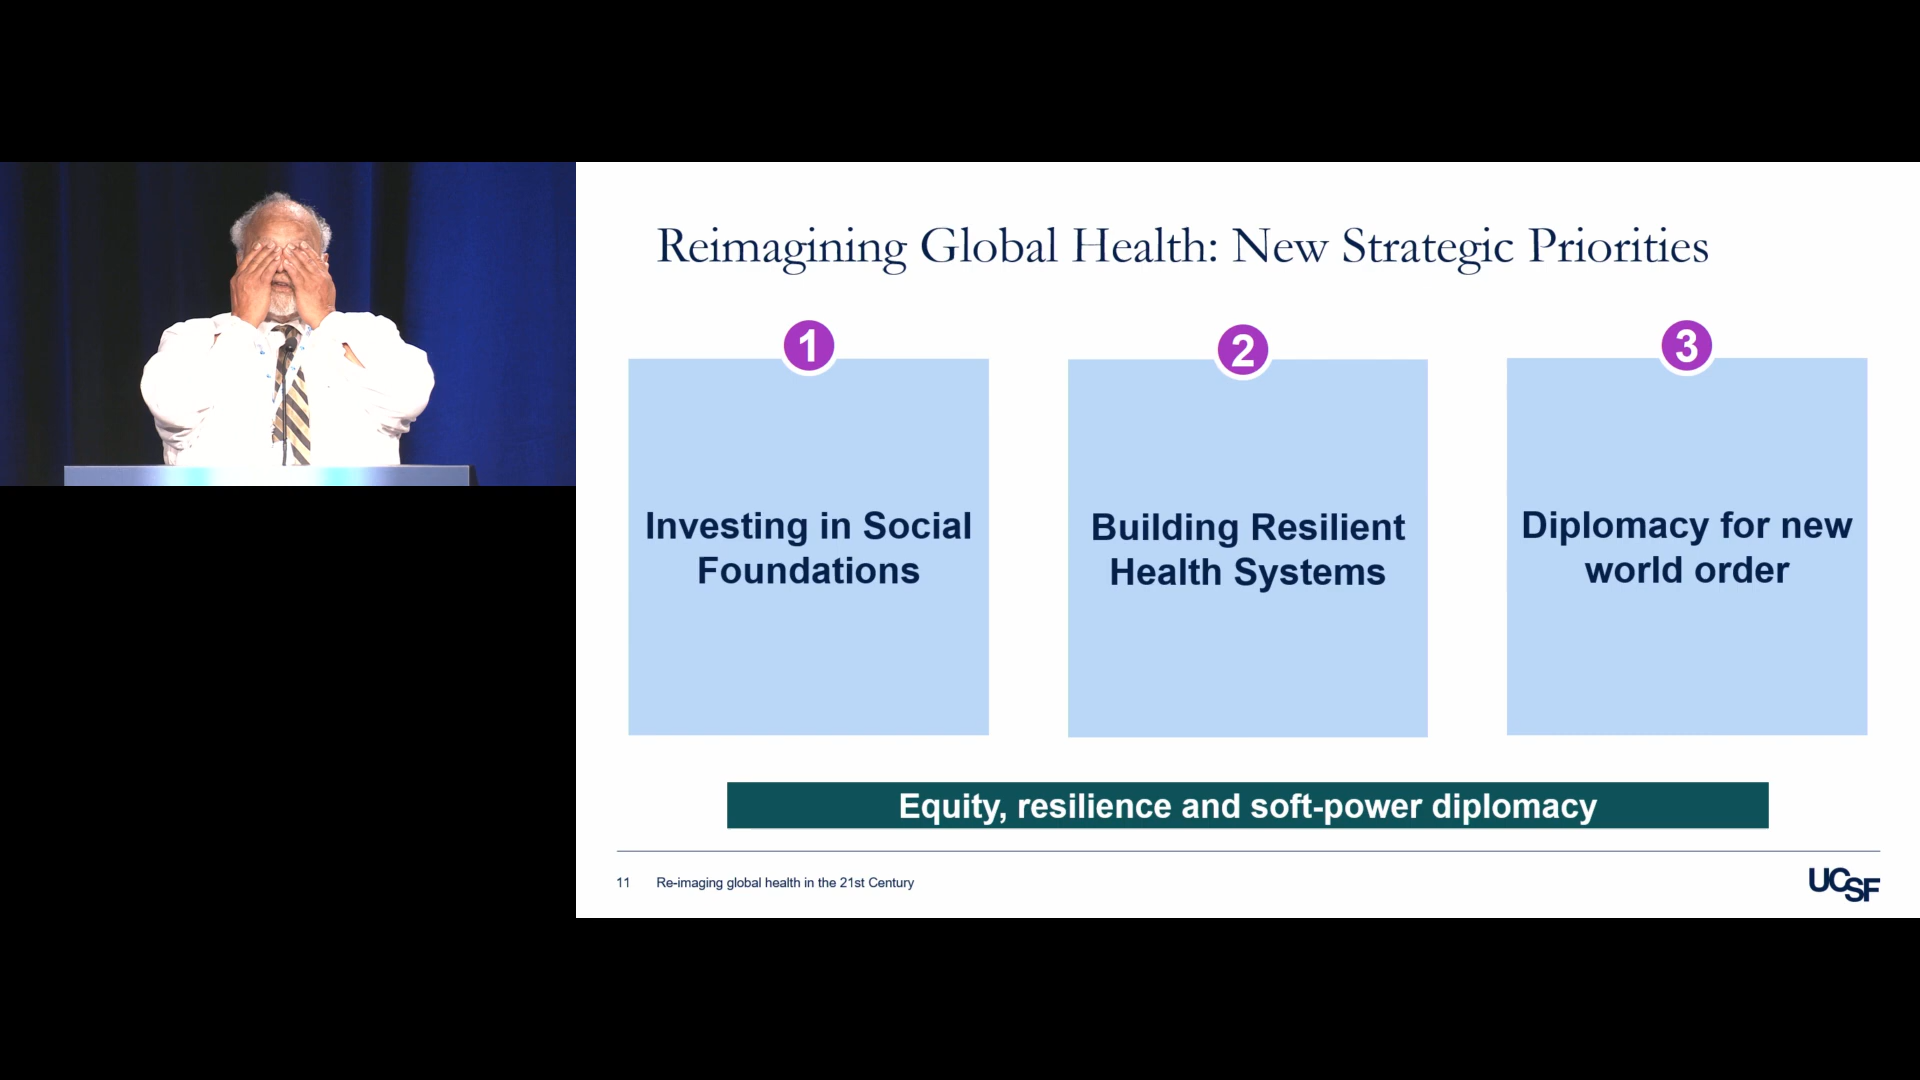 Reimagining Global Health: New Strategic Priorities
1
Investing in Social
Foundations
2
Building Resilient
Health Systems
3
Diplomacy for new
world order
Equity, resilience and soft-power diplomacy
11 Re-imaging global health in the 21st Century
UCSF